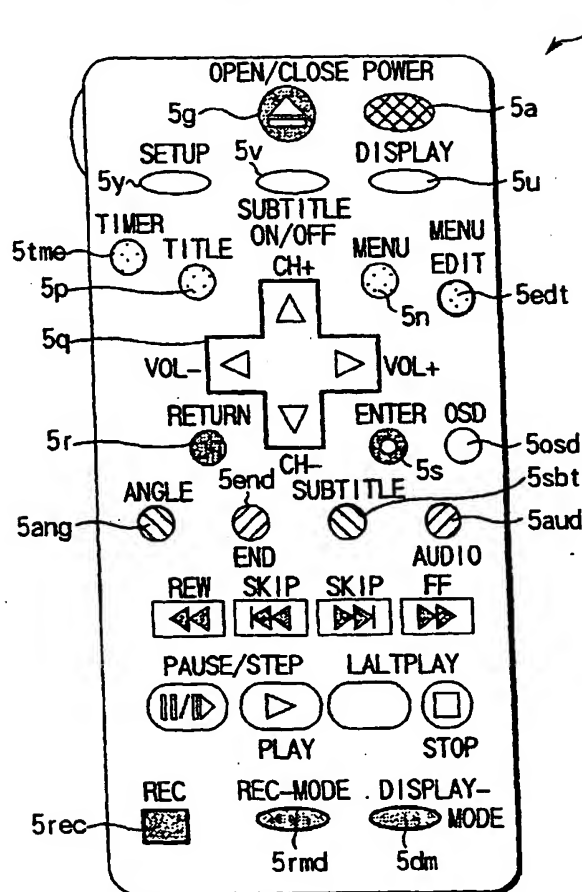 OPEN/CLOSE POWER
5g 5a
SETUP 5v DISPLAY
5y 5u
SUBTITLE
ON/OFF
TIMER TITLE MENU MENU
EDIT
5tme 5p CH+ 5n 5edt
5q
VOL- VOL+
RETURN ENTER OSD
5r CH- 5s 5osd
5end 5sbt
ANGLE SUBTITLE
5ang 5aud
END AUDIO
REW SKIP SKIP FF
PAUSE/STEP LALTPLAY
PLAY STOP
REC REC-MODE DISPLAY-
MODE
5rec
5rmd 5dm